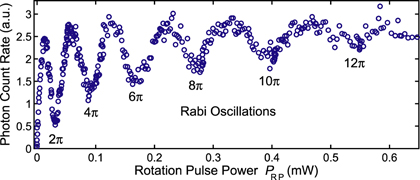 Photon Count Rate (a.u.)
3
2.5
2
1.5
1
0.5
0
2π
4π
6π
8π
10π
12π
Rabi Oscillations
0 0.1 0.2 0.3 0.4 0.5 0.6
Rotation Pulse Power P_RP (mW)